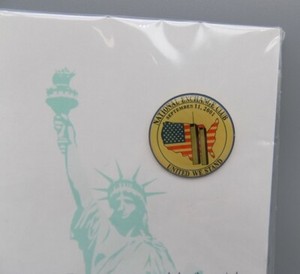 NATIONAL EXCHANGE CLUB
SEPTEMBER 11, 2001
UNITED WE STAND